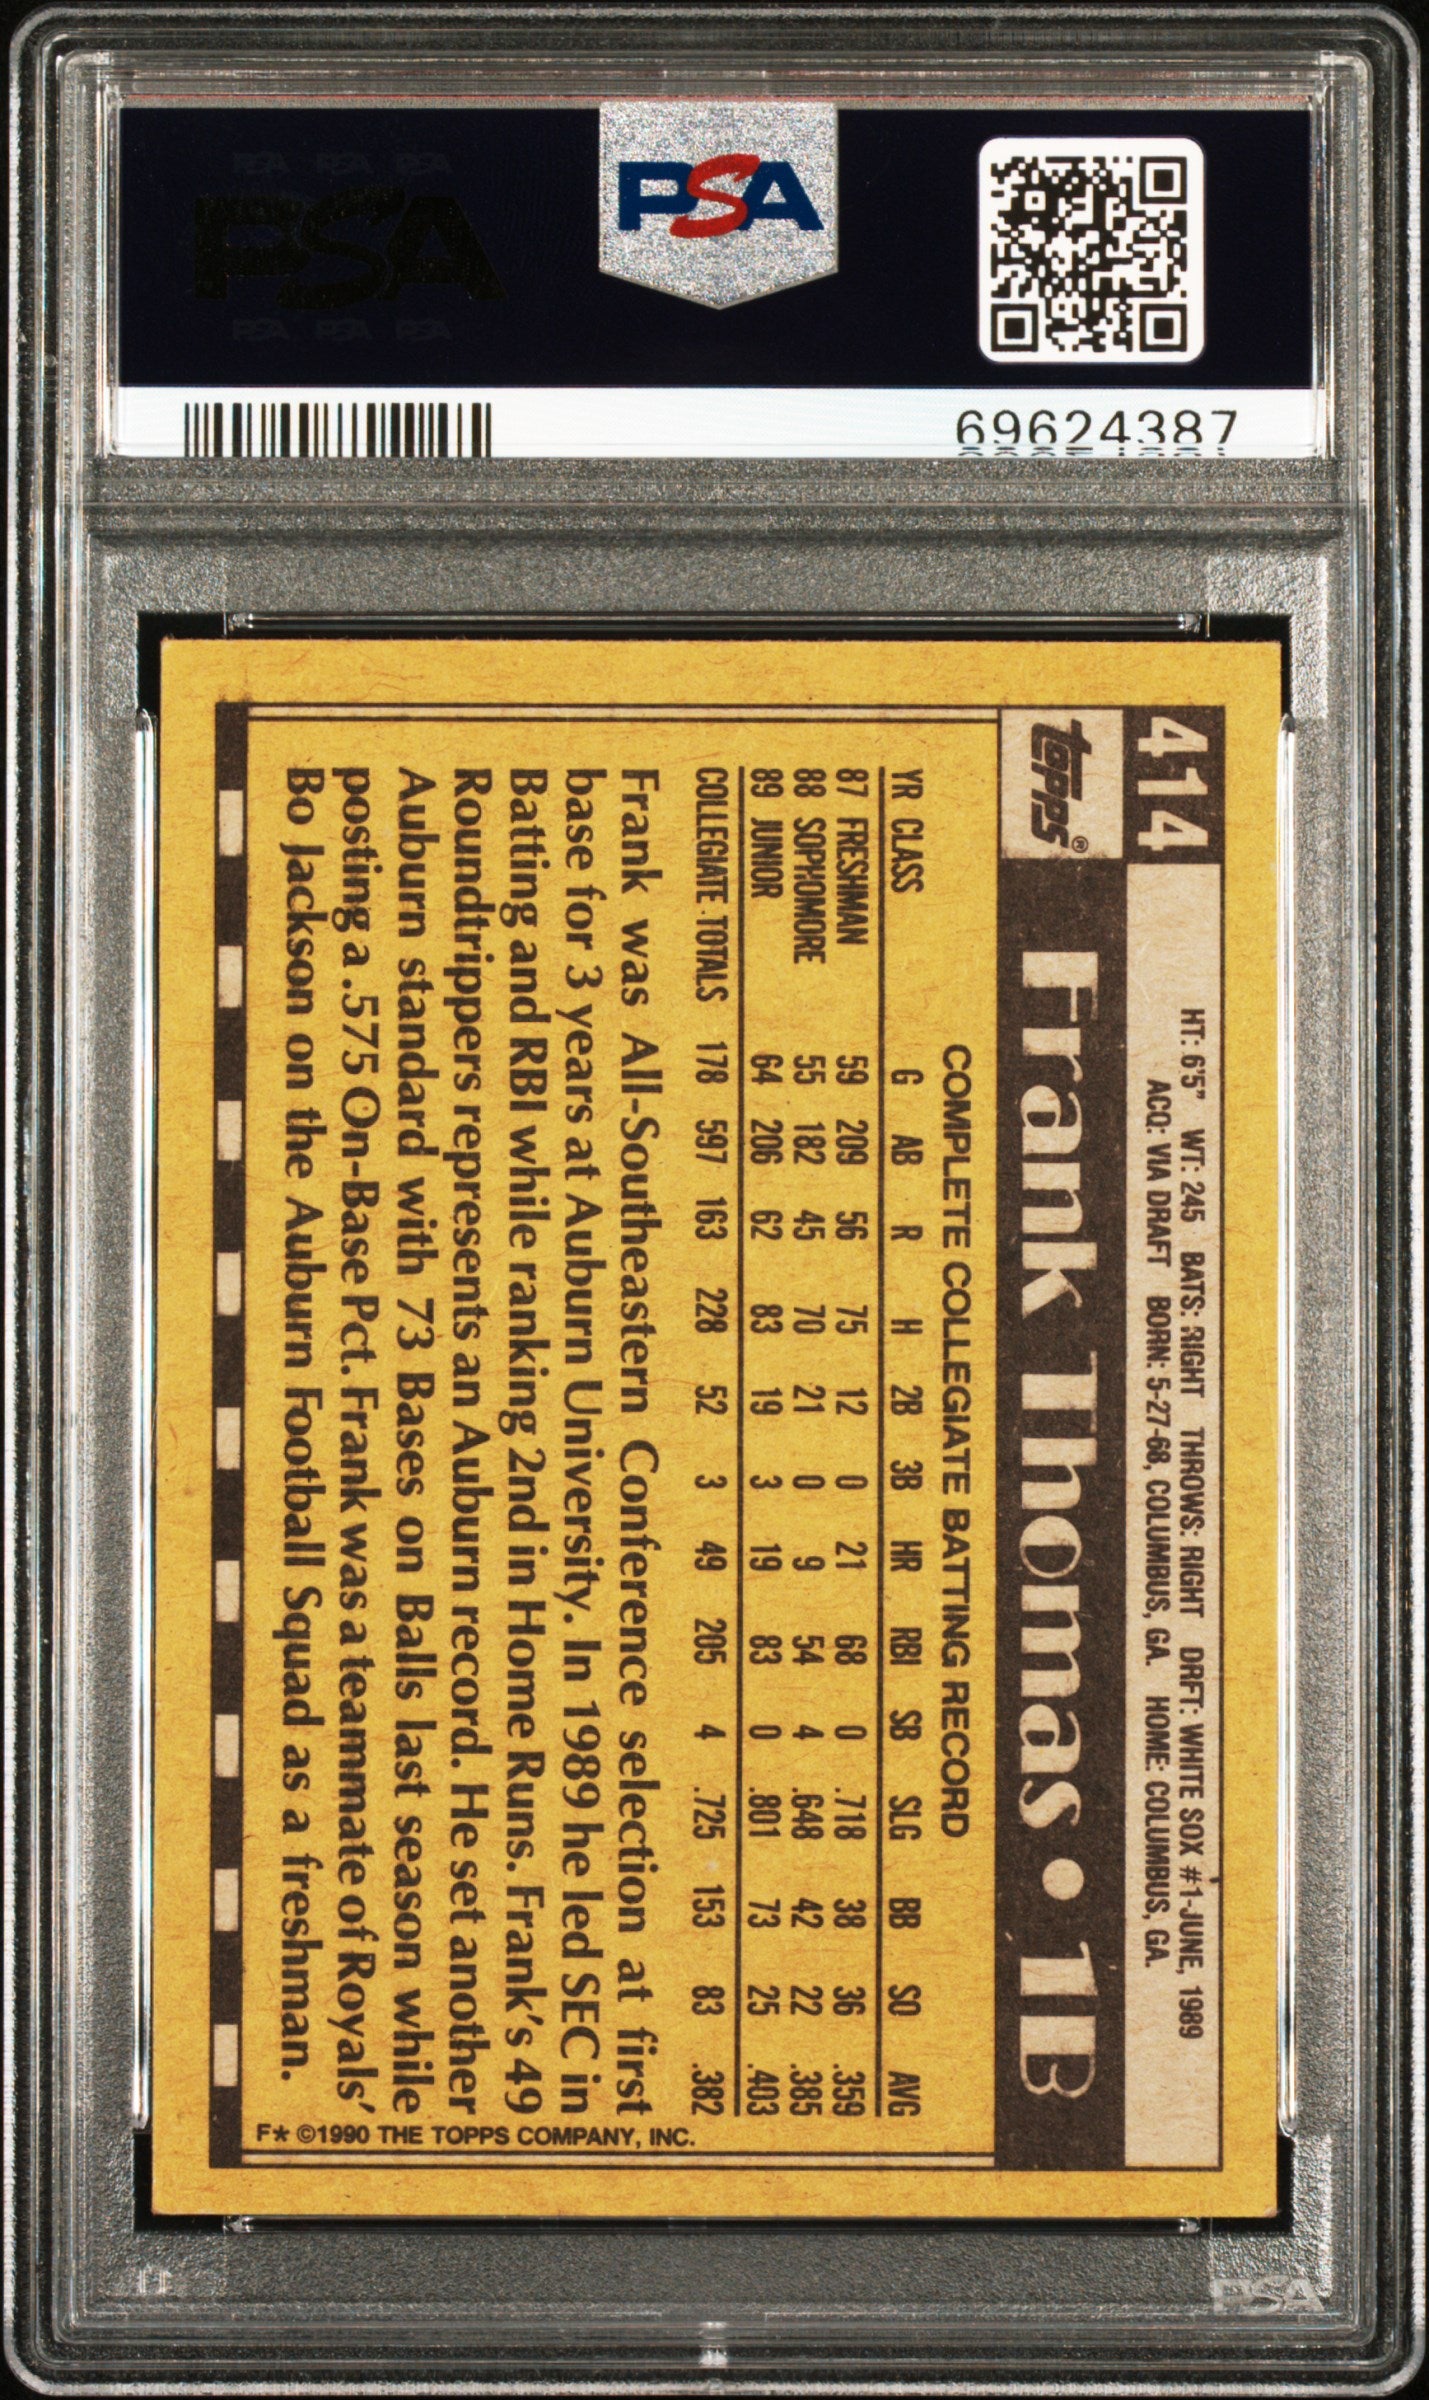 PSA
PSA PSA PSA
PSA
PSA PSA PSA
69624387
414
HT: 6'5" WT: 245 BATS: RIGHT THROWS: RIGHT DRFT: WHITE SOX #1-JUNE, 1989
ACQ: VIA DRAFT BORN: 5-27-68, COLUMBUS, GA. HOME: COLUMBUS, GA.
topps®
Frank Thomas • 1B
COMPLETE COLLEGIATE BATTING RECORD
YR CLASS G AB R H 2B 3B HR RBI SB SLG BB SO AVG
87 FRESHMAN 59 209 56 75 12 0 21 68 0 .718 38 36 .359
88 SOPHOMORE 55 182 45 70 21 0 9 54 4 .648 42 22 .385
89 JUNIOR 64 206 62 83 19 3 19 83 0 .801 73 25 .403
COLLEGIATE TOTALS 178 597 163 228 52 3 49 205 4 .725 153 83 .382
Frank was All-Southeastern Conference selection at first
base for 3 years at Auburn University. In 1989 he led SEC in
Batting and RBI while ranking 2nd in Home Runs. Frank's 49
Roundtrippers represents an Auburn record. He set another
Auburn standard with 73 Bases on Balls last season while
posting a .575 On-Base Pct. Frank was a teammate of Royals'
Bo Jackson on the Auburn Football Squad as a freshman.
F* ©1990 THE TOPPS COMPANY, INC.
PSA